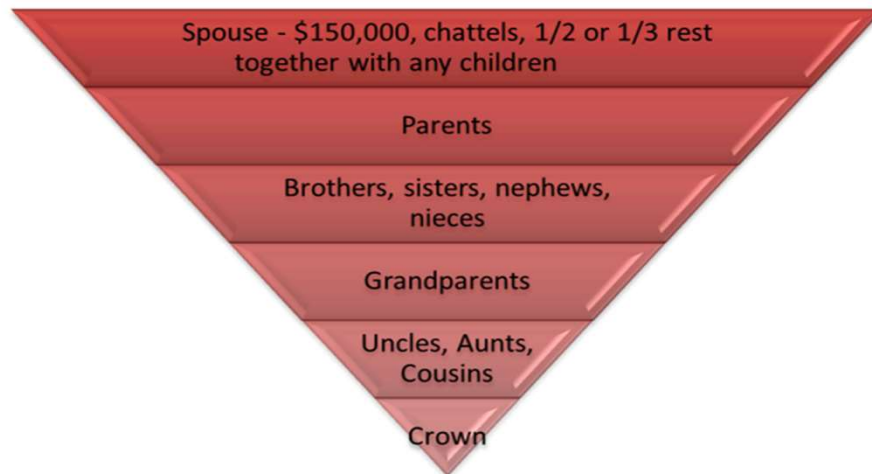 Spouse - $150,000, chattels, 1/2 or 1/3 rest
together with any children
Parents
Brothers, sisters, nephews,
nieces
Grandparents
Uncles, Aunts,
Cousins
Crown